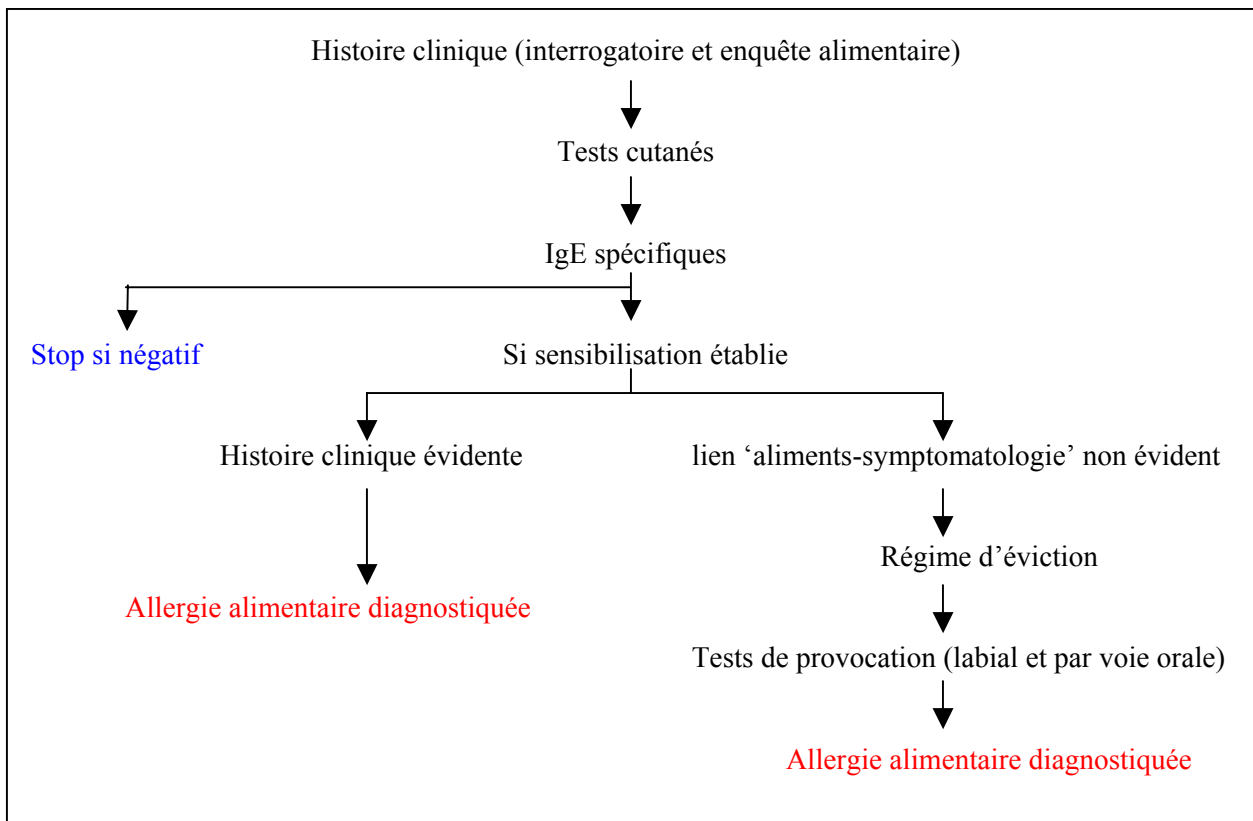 Histoire clinique (interrogatoire et enquête alimentaire)
Tests cutanés
IgE spécifiques
Stop si négatif
Si sensibilisation établie
Histoire clinique évidente
lien ‘aliments-symptomatologie’ non évident
Régime d’éviction
Allergie alimentaire diagnostiquée
Tests de provocation (labial et par voie orale)
Allergie alimentaire diagnostiquée